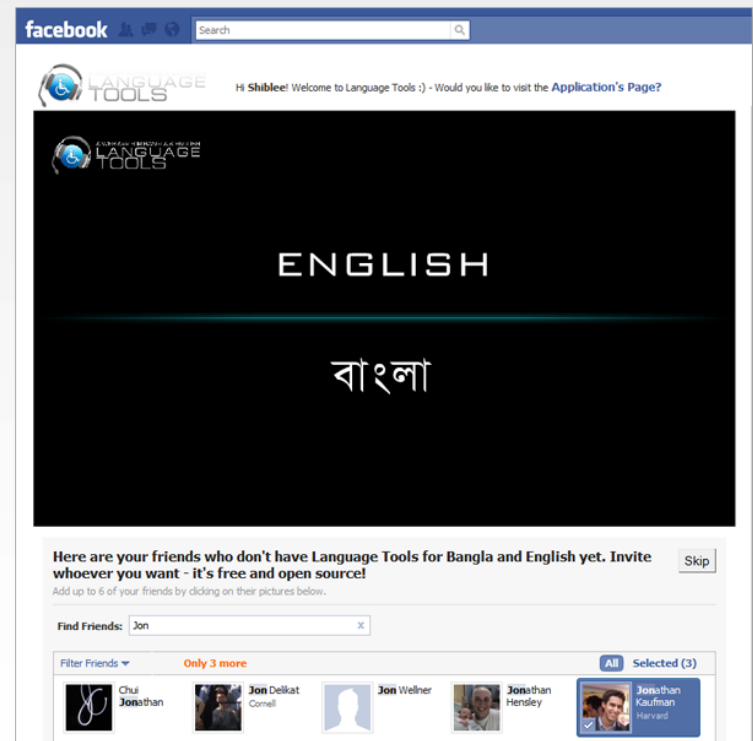 facebook
Search
LANGUAGE
TOOLS
Hi Shiblee! Welcome to Language Tools :) - Would you like to visit the Application's Page?
LANGUAGE
TOOLS
ENGLISH
বাংলা
Here are your friends who don't have Language Tools for Bangla and English yet. Invite
whoever you want - it's free and open source!
Skip
Add up to 6 of your friends by clicking on their pictures below.
Find Friends: Jon x
Filter Friends Only 3 more All Selected (3)
Chui
Jonathan
Jon Delikat
Cornell
Jon Wellner
Jonathan
Hensley
Jonathan
Kaufman
Harvard